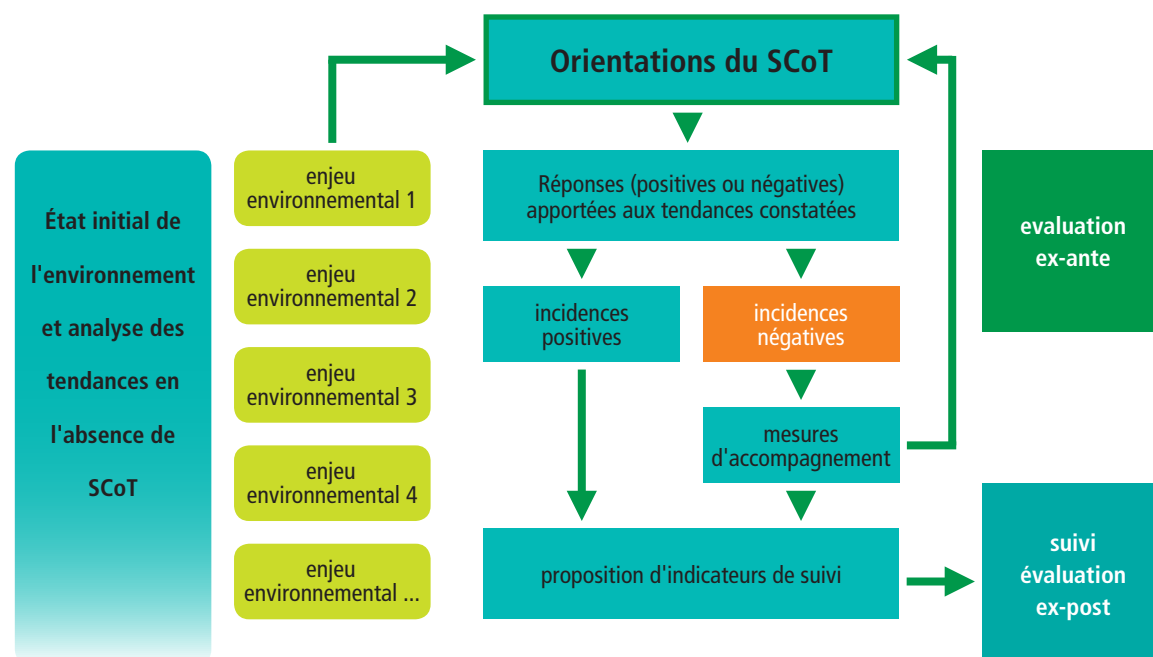 Orientations du SCoT
État initial de
l'environnement
et analyse des
tendances en
l'absence de
SCoT
enjeu
environnemental 1
enjeu
environnemental 2
enjeu
environnemental 3
enjeu
environnemental 4
enjeu
environnemental ...
Réponses (positives ou négatives)
apportées aux tendances constatées
incidences
positives
incidences
négatives
mesures
d'accompagnement
proposition d'indicateurs de suivi
evaluation
ex-ante
suivi
évaluation
ex-post